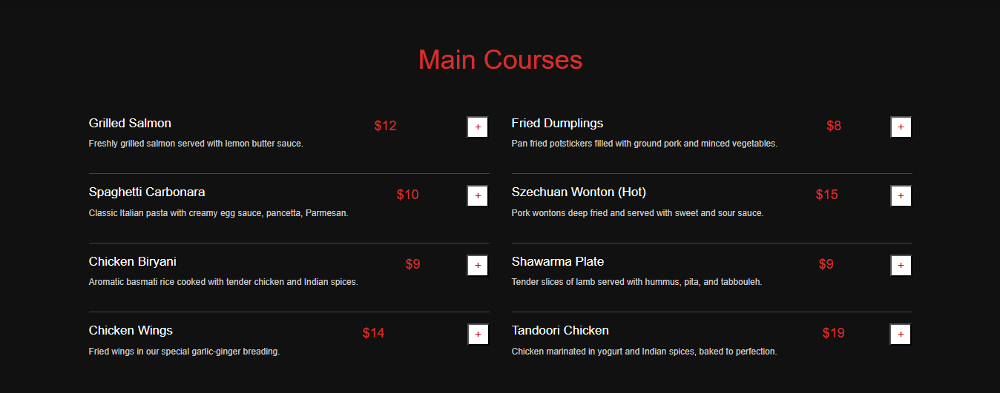 Main Courses
Grilled Salmon $12 +
Freshly grilled salmon served with lemon butter sauce.
Fried Dumplings $8 +
Pan fried potstickers filled with ground pork and minced vegetables.
Spaghetti Carbonara $10 +
Classic Italian pasta with creamy egg sauce, pancetta, Parmesan.
Szechuan Wonton (Hot) $15 +
Pork wontons deep fried and served with sweet and sour sauce.
Chicken Biryani $9 +
Aromatic basmati rice cooked with tender chicken and Indian spices.
Shawarma Plate $9 +
Tender slices of lamb served with hummus, pita, and tabbouleh.
Chicken Wings $14 +
Fried wings in our special garlic-ginger breading.
Tandoori Chicken $19 +
Chicken marinated in yogurt and Indian spices, baked to perfection.